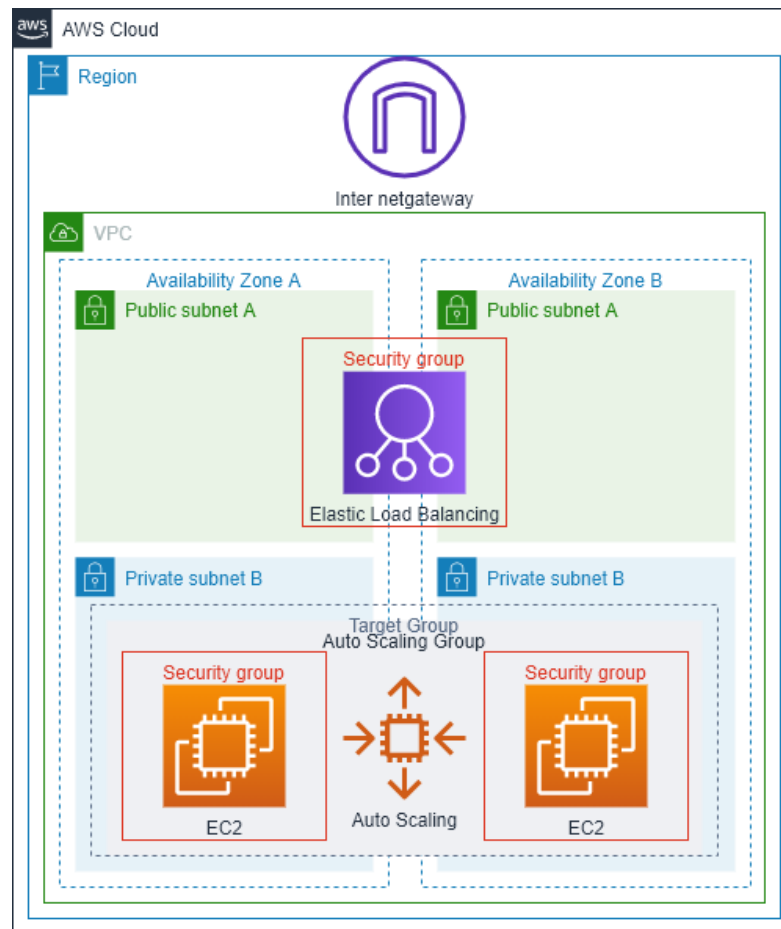 aws
AWS Cloud
Region
Inter netgateway
VPC
Availability Zone A
Availability Zone B
Public subnet A
Public subnet A
Security group
Elastic Load Balancing
Private subnet B
Private subnet B
Target Group
Auto Scaling Group
Security group
Security group
EC2
Auto Scaling
EC2